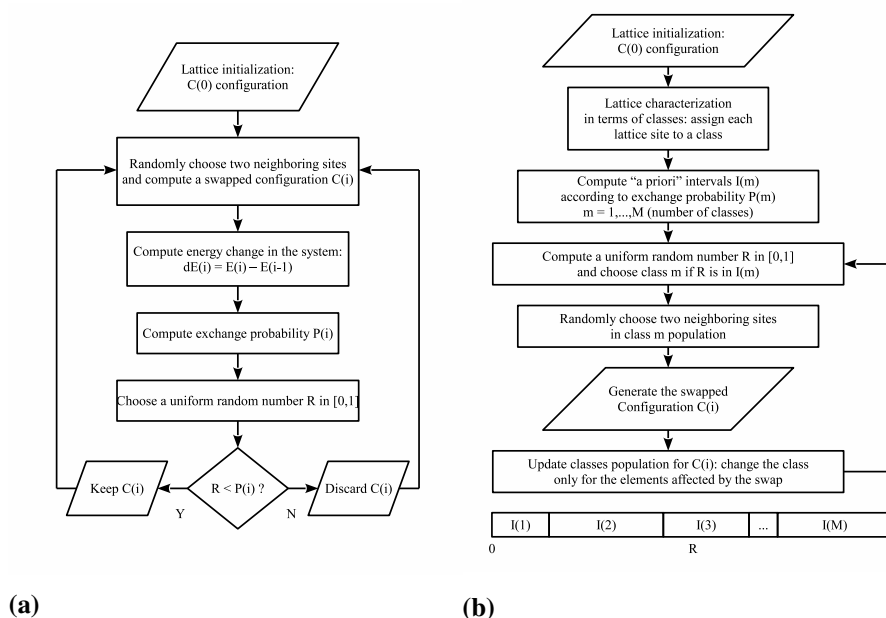 Lattice initialization:
C(0) configuration
Randomly choose two neighboring sites
and compute a swapped configuration C(i)
Compute energy change in the system:
dE(i) = E(i) – E(i-1)
Compute exchange probability P(i)
Choose a uniform random number R in [0,1]
Keep C(i)
R < P(i) ?
Discard C(i)
Y
N
(a)
Lattice initialization:
C(0) configuration
Lattice characterization
in terms of classes: assign each
lattice site to a class
Compute “a priori” intervals I(m)
according to exchange probability P(m)
m = 1,...,M (number of classes)
Compute a uniform random number R in [0,1]
and choose class m if R is in I(m)
Randomly choose two neighboring sites
in class m population
Generate the swapped
Configuration C(i)
Update classes population for C(i): change the class
only for the elements affected by the swap
I(1) I(2) I(3) ... I(M)
0 R
(b)